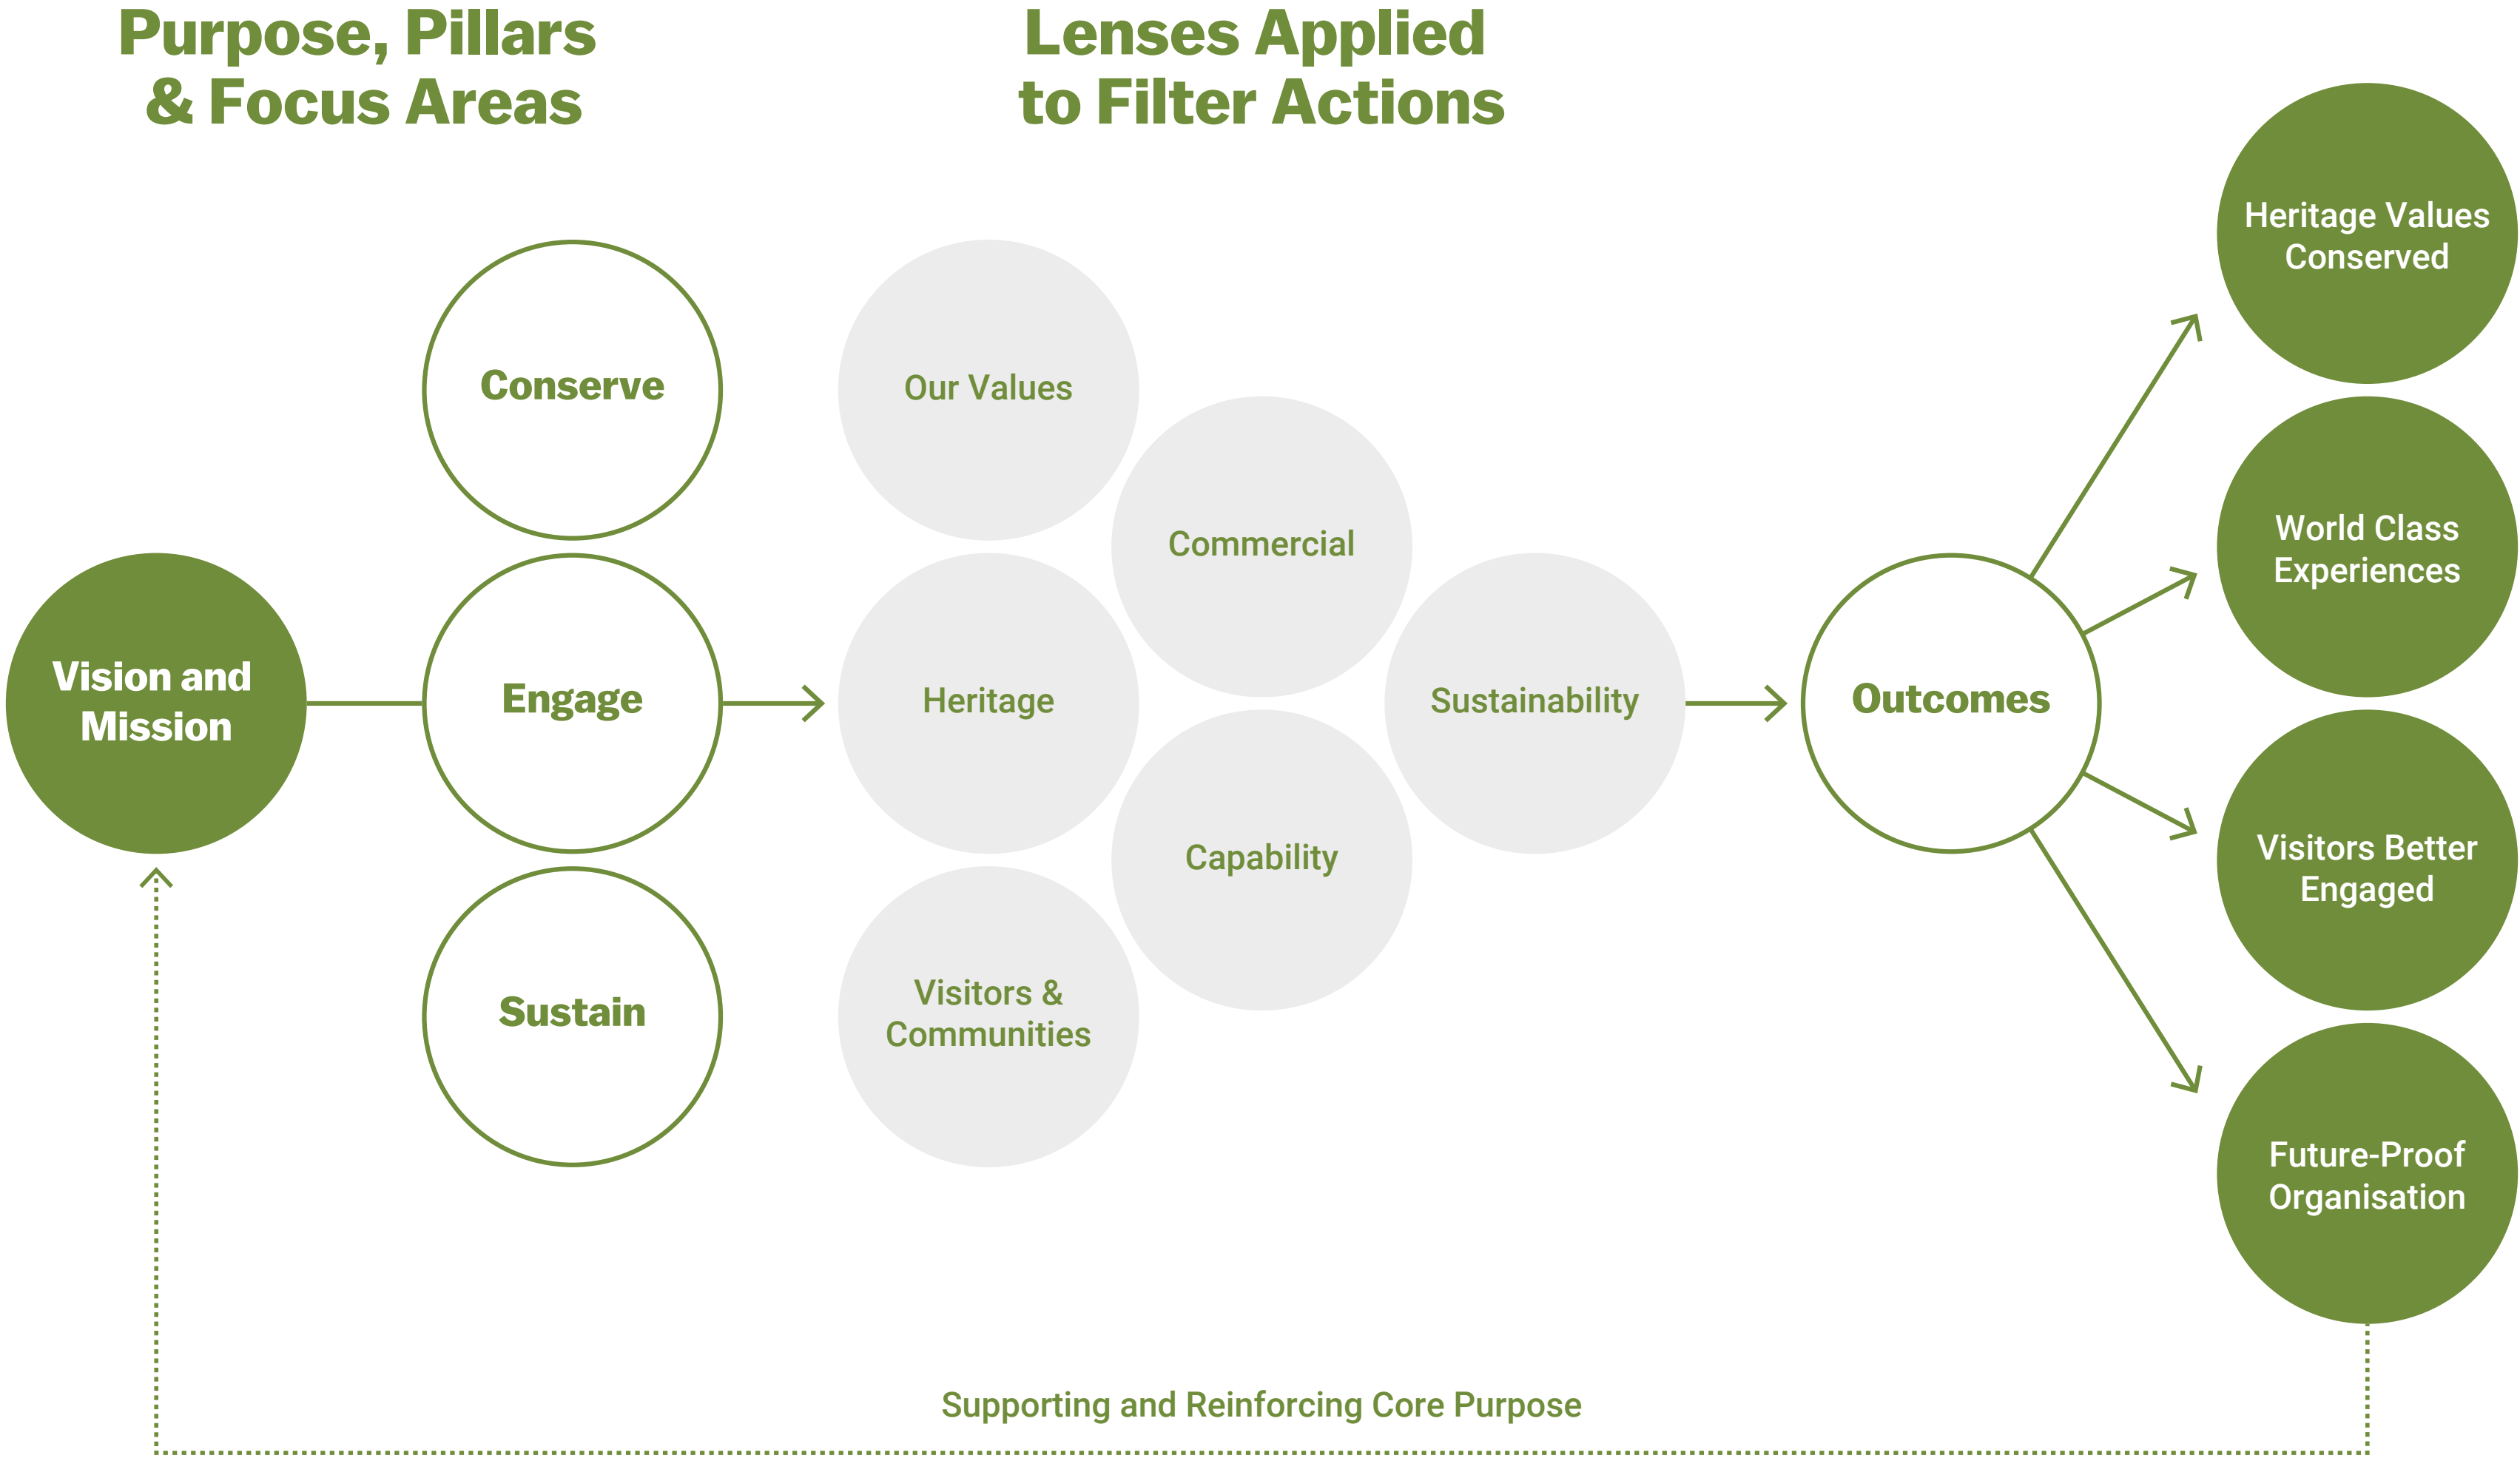 Purpose, Pillars
& Focus Areas
Lenses Applied
to Filter Actions
Vision and
Mission
Conserve
Engage
Sustain
Our Values
Heritage
Visitors &
Communities
Commercial
Capability
Sustainability
Outcomes
Heritage Values
Conserved
World Class
Experiences
Visitors Better
Engaged
Future-Proof
Organisation
Supporting and Reinforcing Core Purpose